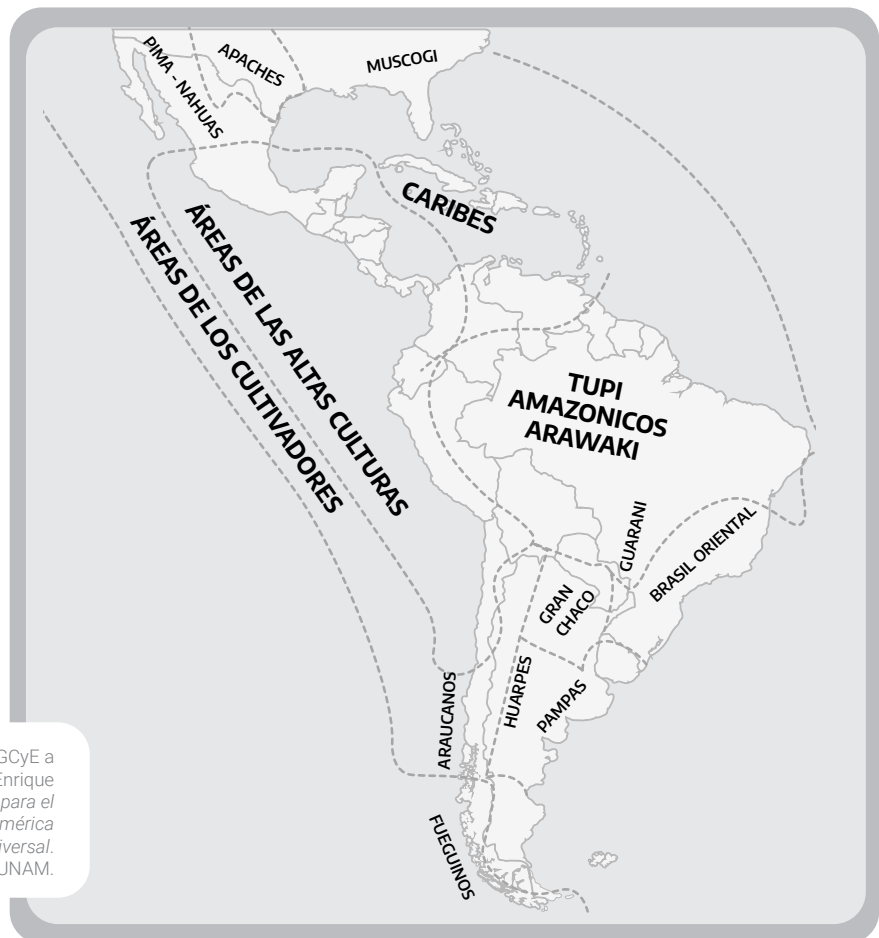 PIMA - NAHUAS
APACHES
MUSCOGI
CARIBES
ÁREAS DE LAS ALTAS CULTURAS
ÁREAS DE LOS CULTIVADORES
TUPI
AMAZONICOS
ARAWAKI
GUARANI
BRASIL ORIENTAL
GRAN
CHACO
HUARPES
PAMPAS
ARAUCANOS
FUEGUINOS
GCyE a
Enrique
para el
mérica
iversal.
UNAM.